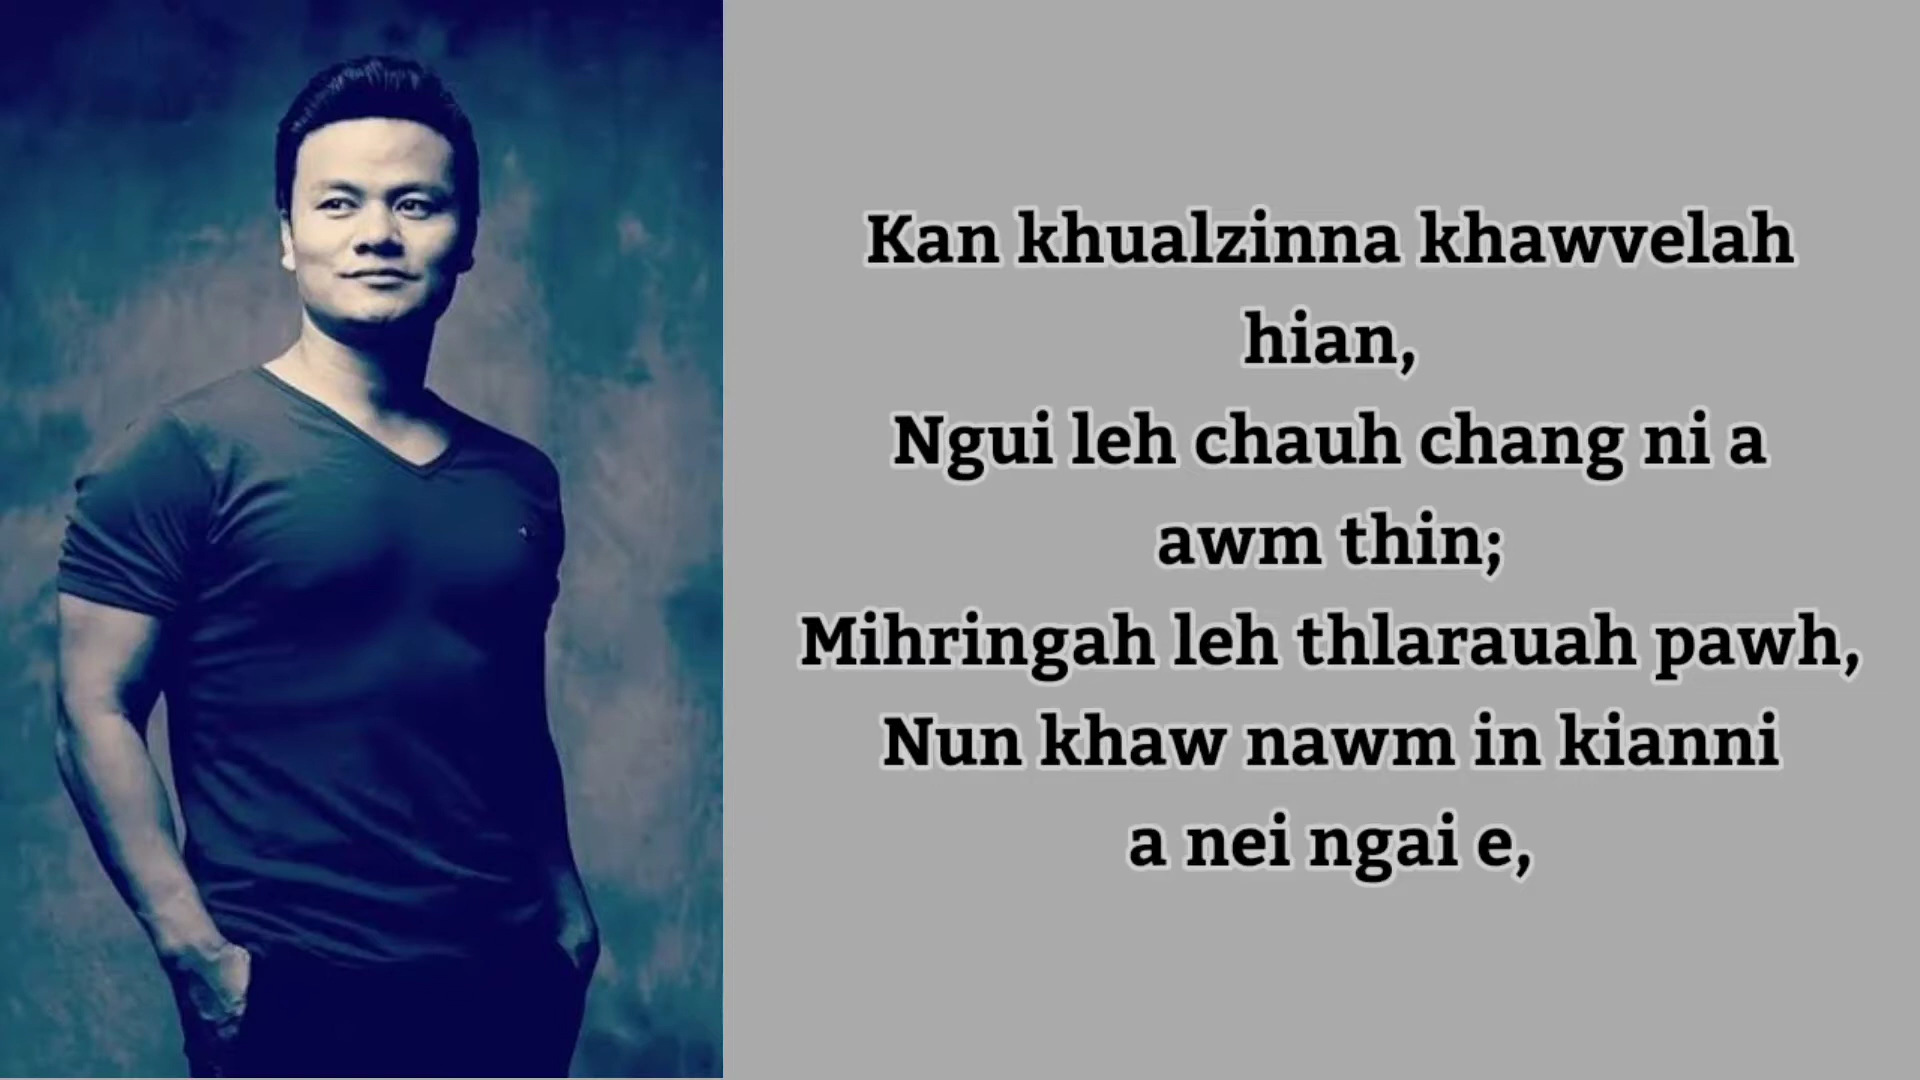 Kan khualzinna khawvelah
hian,
Ngui leh chauh chang ni a
awm thin;
Mihringah leh thlarauah pawh,
Nun khaw nawm in kianni
a nei ngai e,